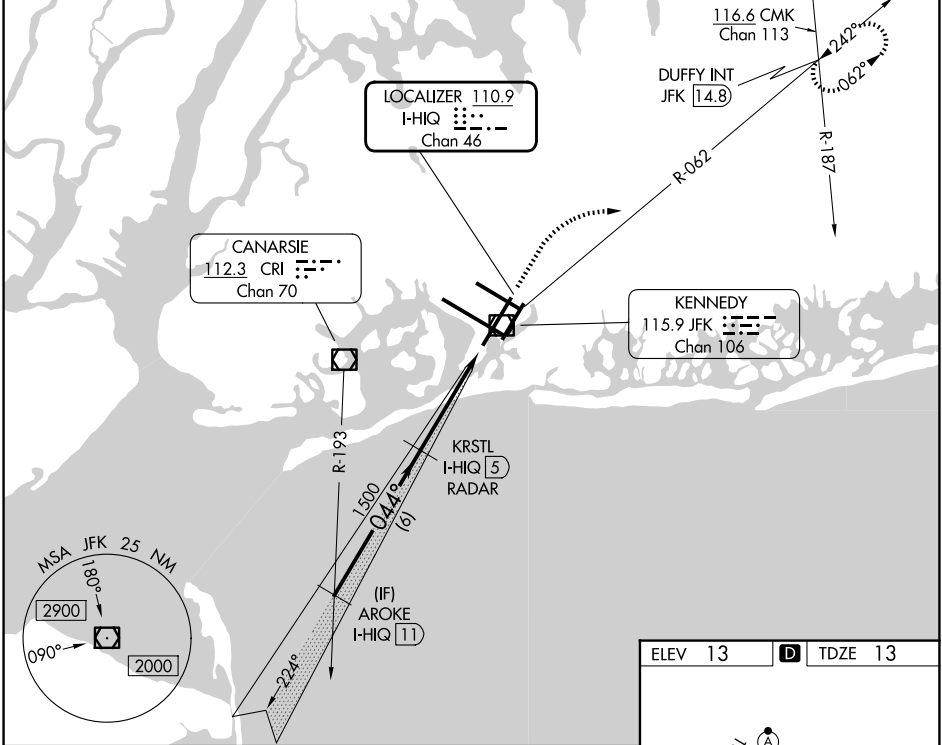 116.6 CMK
Chan 113
242°
062°
DUFFY INT
JFK 14.8
LOCALIZER 110.9
I-HIQ
Chan 46
R-062
R-187
CANARSIE
112.3 CRI
Chan 70
KENNEDY
115.9 JFK
Chan 106
R-193
KRSTL
I-HIQ 5
RADAR
1500
044°
(6)
(IF)
AROKE
I-HIQ 11
224°
MSA JFK 25 NM
180°
2900
090°
2000
ELEV 13 D TDZE 13
A